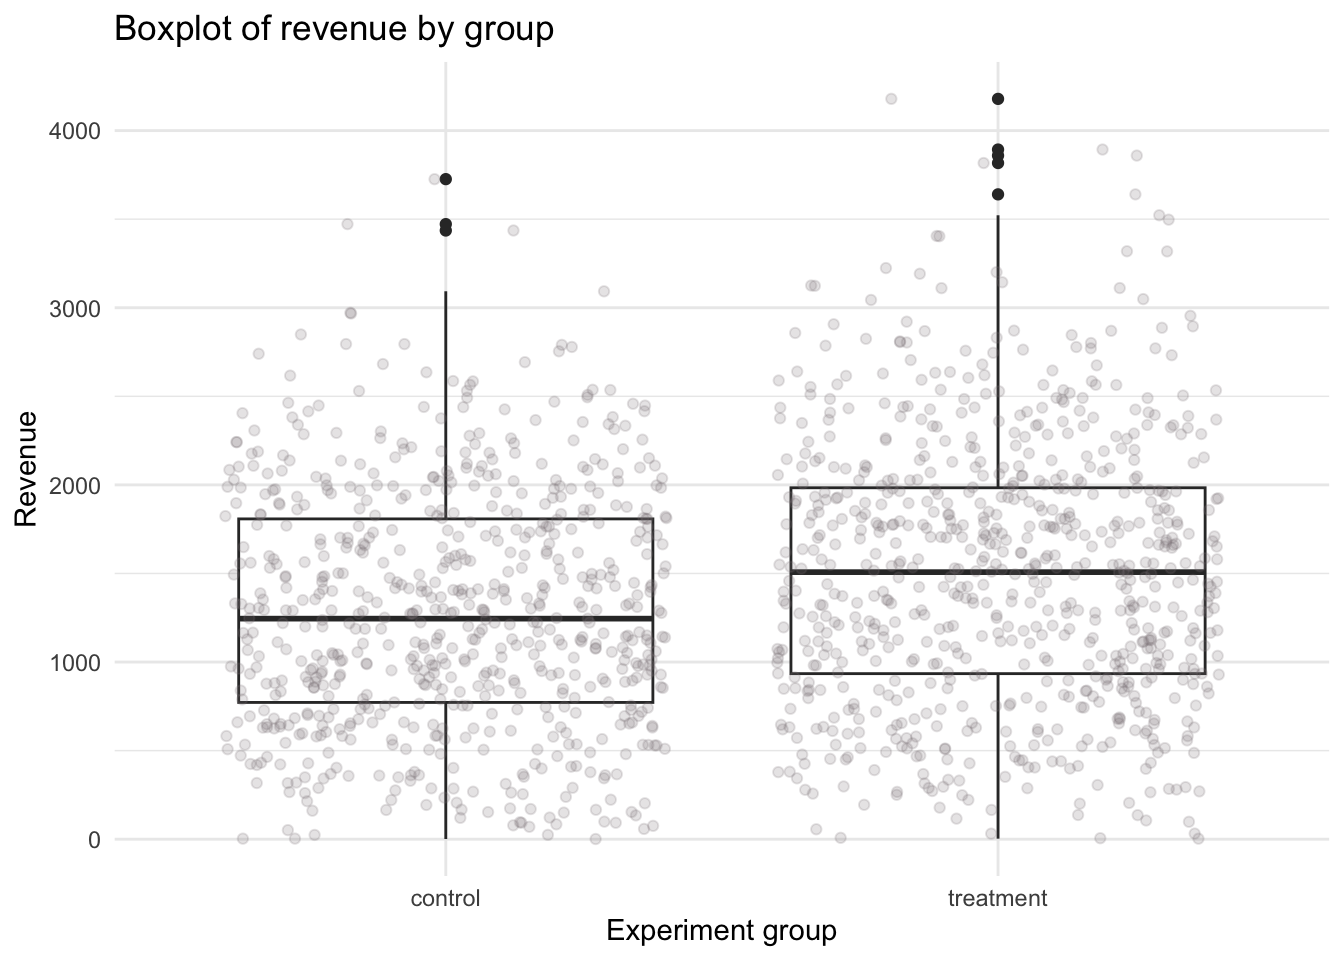 Boxplot of revenue by group
4000
3000
2000
1000
0
Revenue
control
treatment
Experiment group